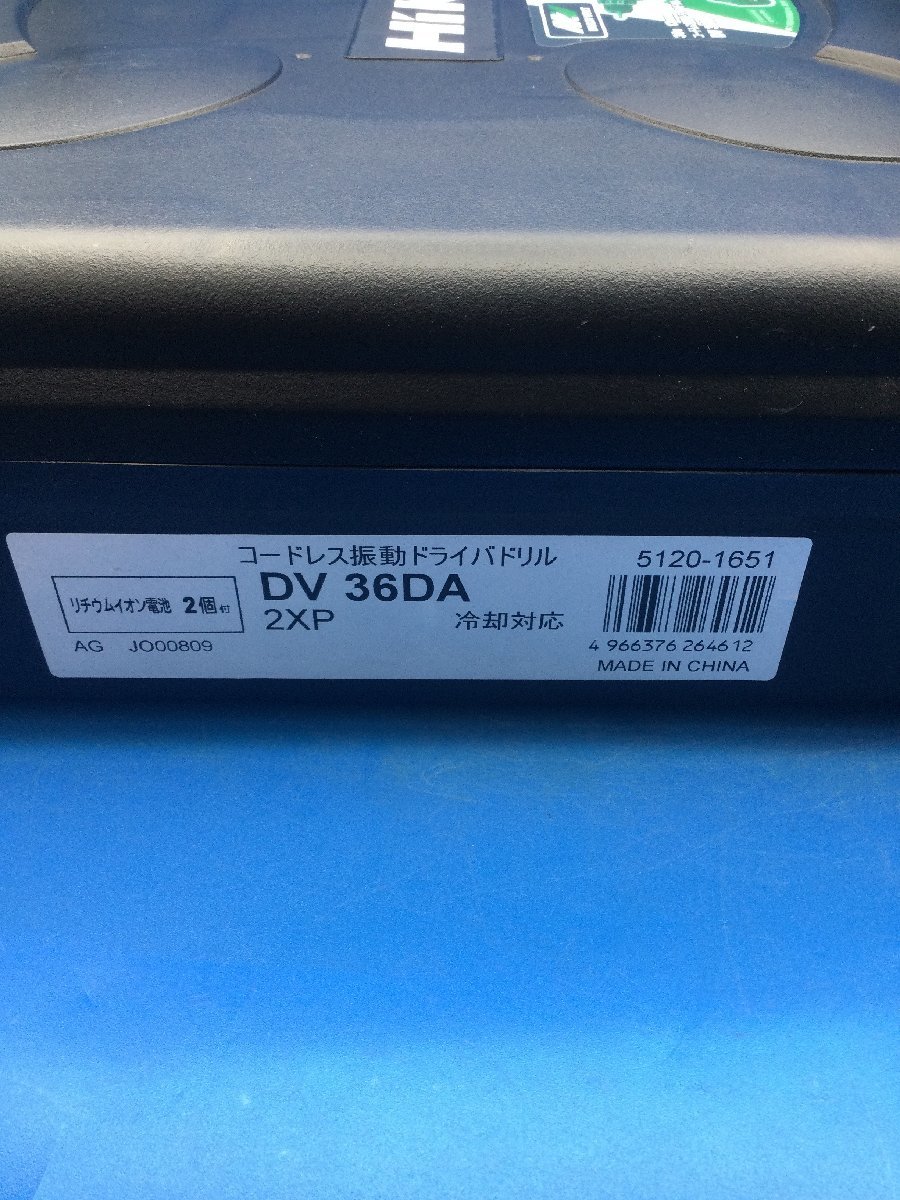 コードレス振動ドライバドリル
5120-1651
リチウムイオン電池 2個付
DV 36DA
2XP 冷却対応
AG JO00809
4 966376 264612
MADE IN CHINA